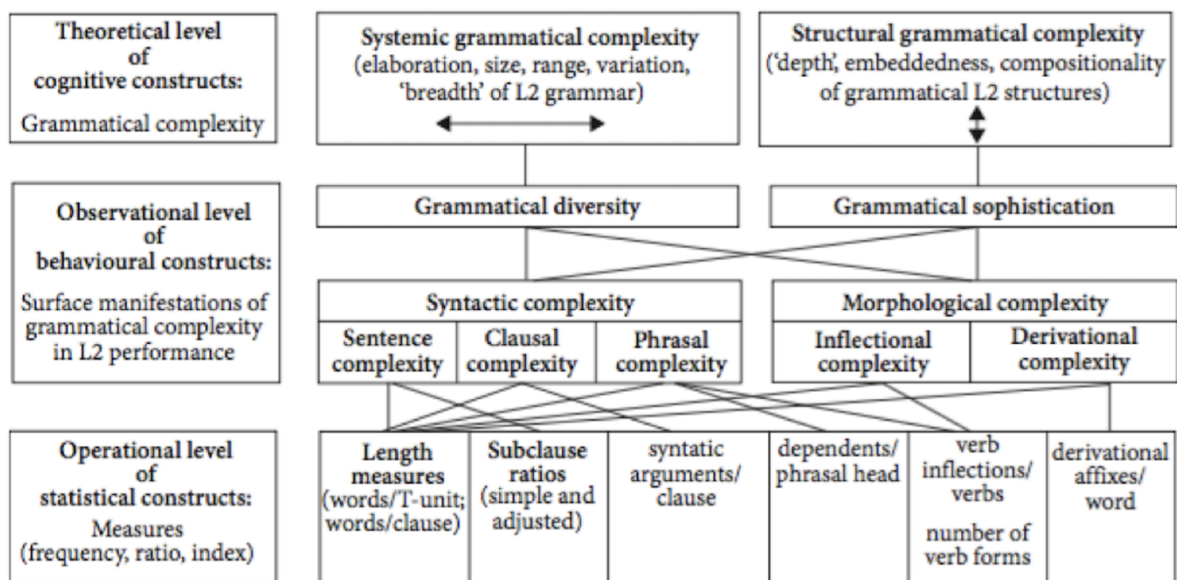 Theoretical level
of
cognitive constructs:
Grammatical complexity
Systemic grammatical complexity
(elaboration, size, range, variation,
‘breadth’ of L2 grammar)
Structural grammatical complexity
(‘depth’, embeddedness, compositionality
of grammatical L2 structures)
Observational level
of
behavioural constructs:
Surface manifestations of
grammatical complexity
in L2 performance
Grammatical diversity
Grammatical sophistication
Syntactic complexity
Morphological complexity
Sentence
complexity
Clausal
complexity
Phrasal
complexity
Inflectional
complexity
Derivational
complexity
Operational level
of
statistical constructs:
Measures
(frequency, ratio, index)
Length
measures
(words/T-unit;
words/clause)
Subclause
ratios
(simple and
adjusted)
syntatic
arguments/
clause
dependents/
phrasal head
verb
inflections/
verbs
number of
verb forms
derivational
affixes/
word